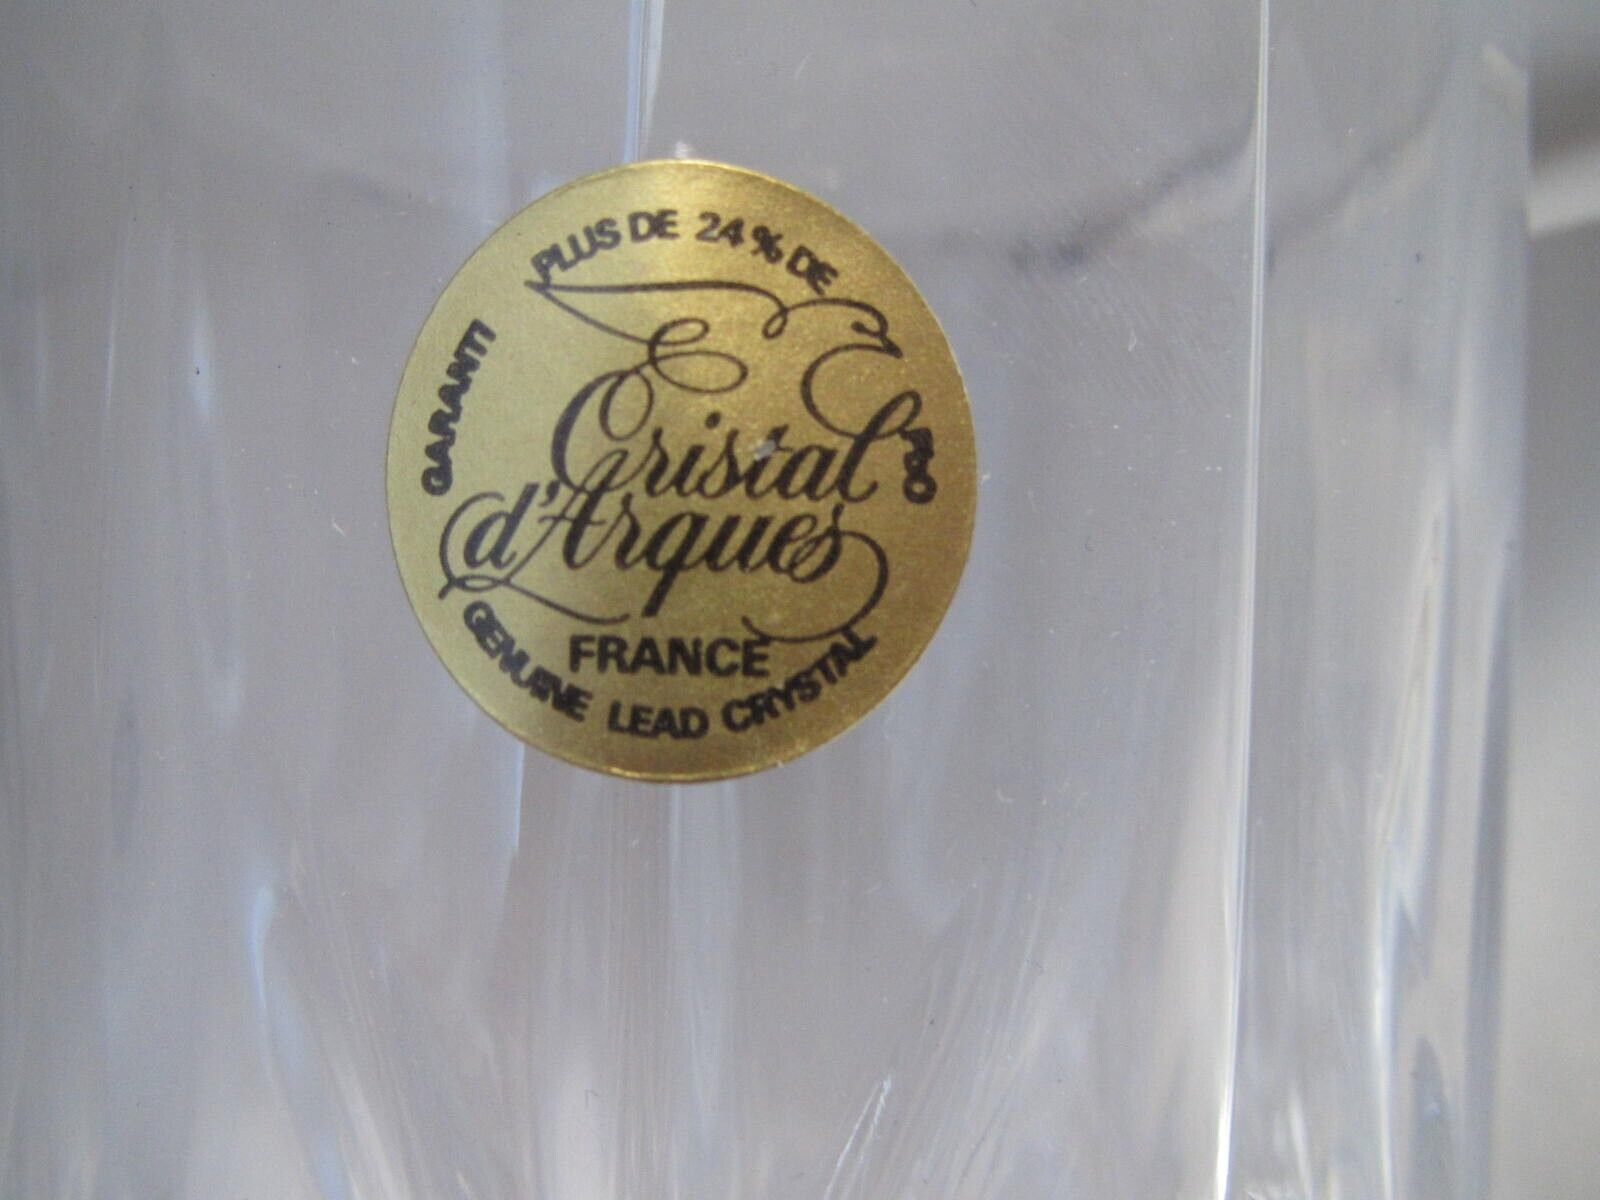 GARANTI PLUS DE 24% DE PbO
Cristal
d'Arques
FRANCE
GENUINE LEAD CRYSTAL